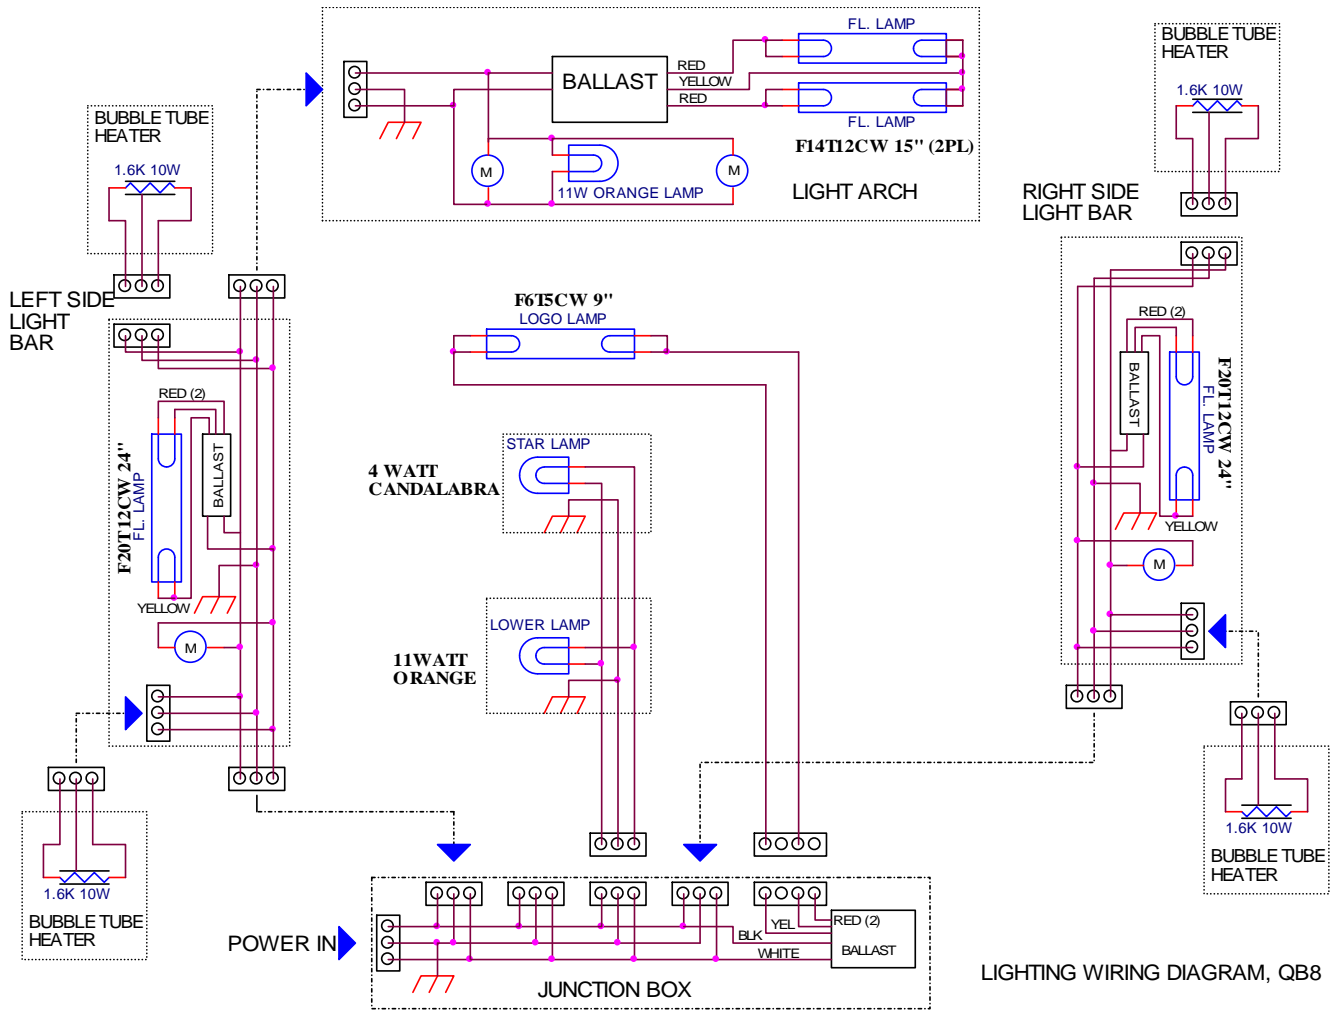 FL. LAMP
RED
BALLAST
YELLOW
RED
FL. LAMP
F14T12CW 15" (2PL)
M
M
11W ORANGE LAMP
LIGHT ARCH
BUBBLE TUBE
HEATER
1.6K 10W
BUBBLE TUBE
HEATER
1.6K 10W
RIGHT SIDE
LIGHT BAR
LEFT SIDE
LIGHT
BAR
RED (2)
F20T12CW 24"
FL. LAMP
BALLAST
YELLOW
M
F6T5CW 9"
LOGO LAMP
STAR LAMP
4 WATT
CANDALABRA
LOWER LAMP
11WATT
ORANGE
RED (2)
BALLAST
F20T12CW 24"
FL. LAMP
YELLOW
M
1.6K 10W
BUBBLE TUBE
HEATER
1.6K 10W
BUBBLE TUBE
HEATER
POWER IN
YEL
RED (2)
BLK
WHITE
BALLAST
JUNCTION BOX
LIGHTING WIRING DIAGRAM, QB8